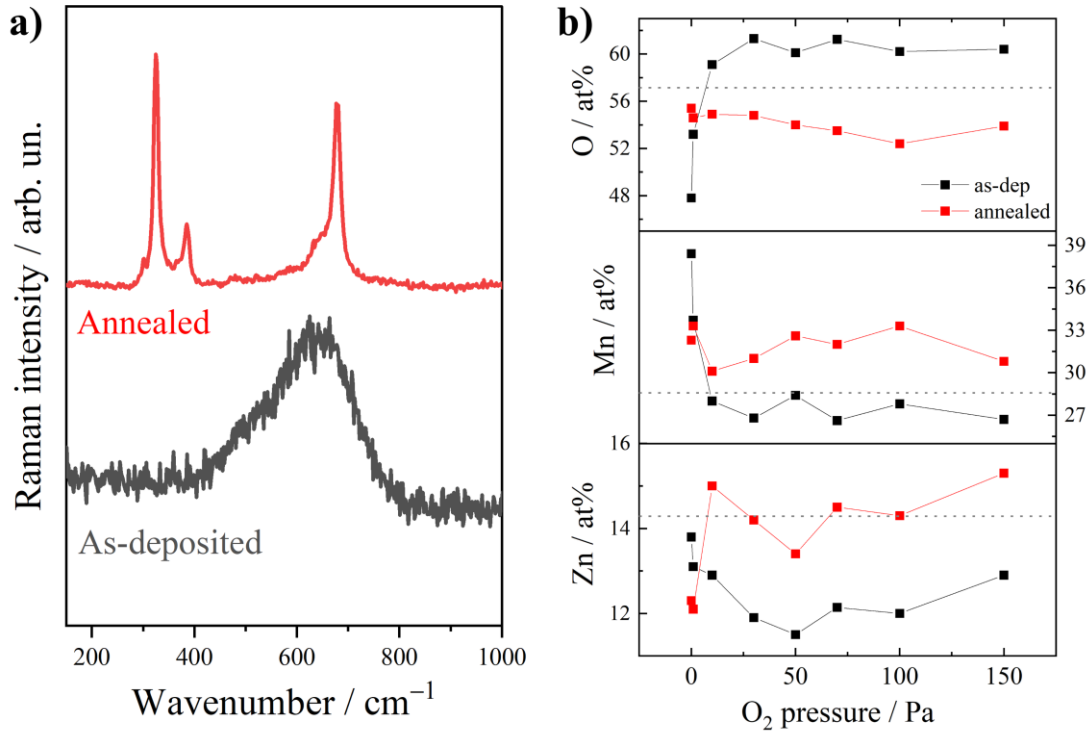 a)
Raman intensity / arb. un.
Annealed
As-deposited
200
400
600
800
1000
Wavenumber / cm⁻¹
b)
O / at%
60
56
52
48
as-dep
annealed
Mn / at%
39
36
33
30
27
Zn / at%
16
14
12
0
50
100
150
O₂ pressure / Pa